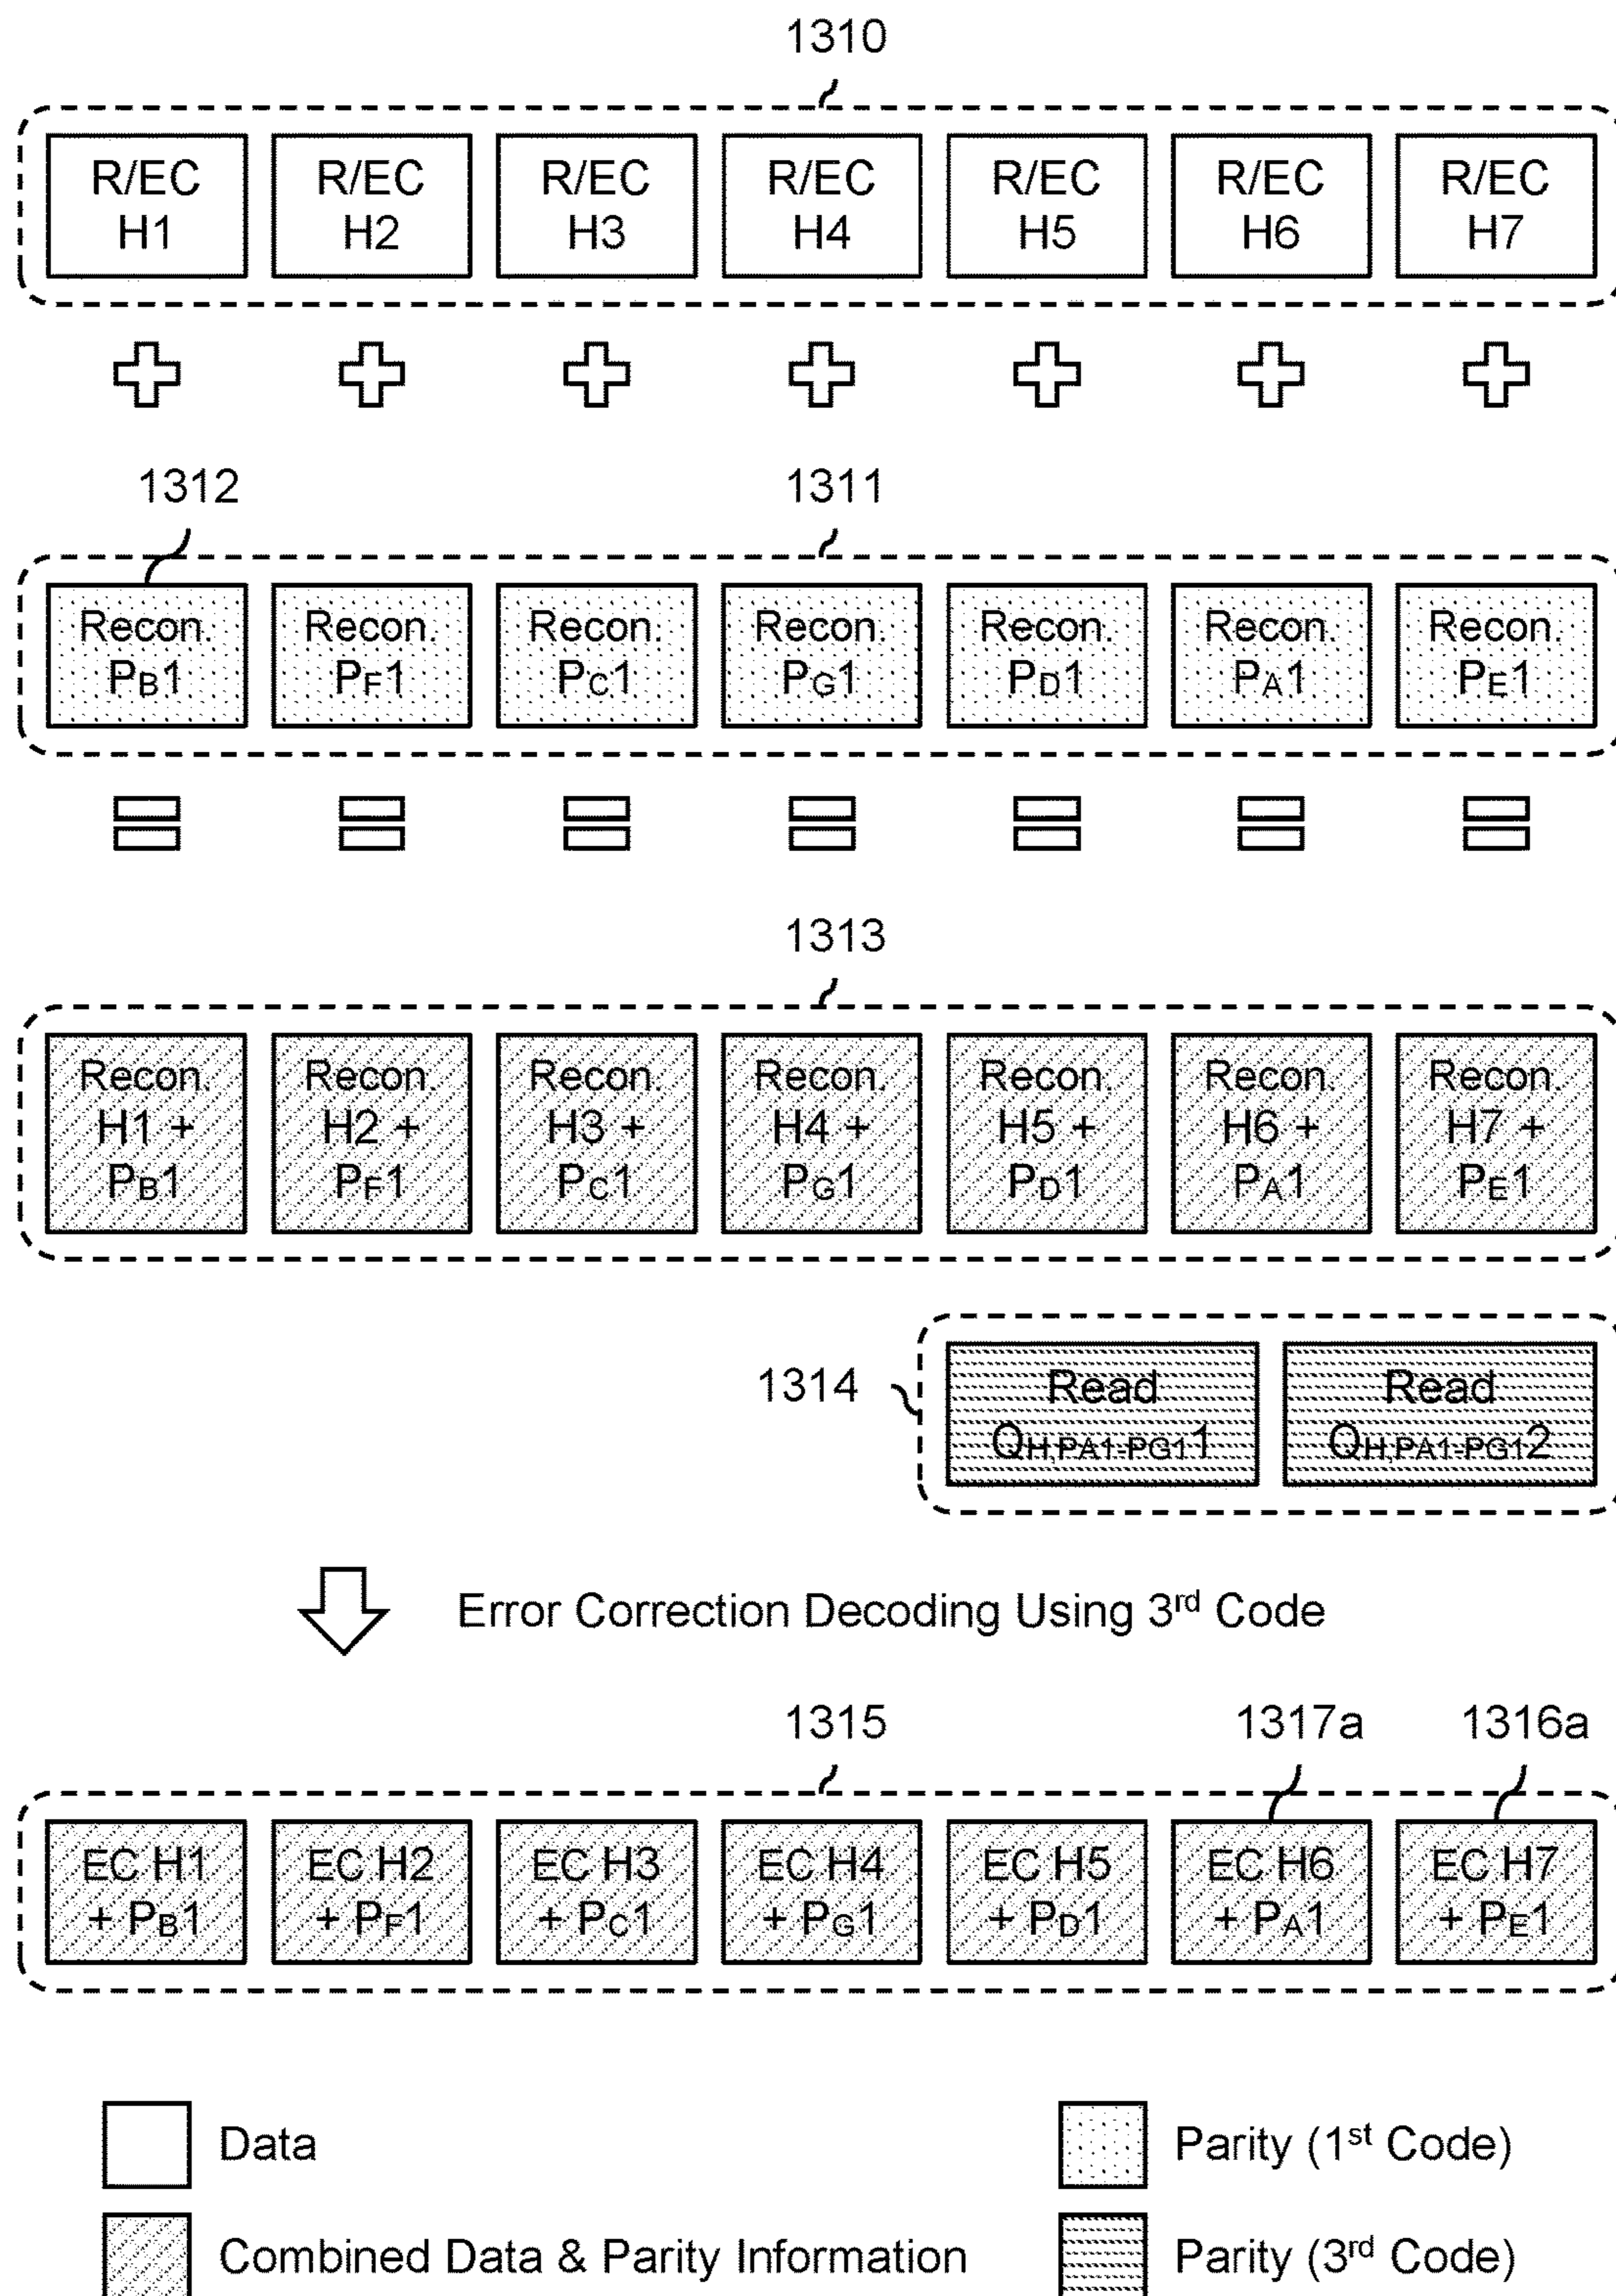 1310
R/EC R/EC R/EC R/EC R/EC R/EC R/EC
H1 H2 H3 H4 H5 H6 H7
1312 1311
Recon. Recon. Recon. Recon. Recon. Recon. Recon.
PB1 PF1 PC1 PG1 PD1 PA1 PE1
1313
Recon. Recon. Recon. Recon. Recon. Recon. Recon.
H1 + H2 + H3 + H4 + H5 + H6 + H7 +
PB1 PF1 PC1 PG1 PD1 PA1 PE1
1314
Read Read
QH,PA1-PG11 QH,PA1-PG12
Error Correction Decoding Using 3rd Code
1315 1317a 1316a
EC H1 EC H2 EC H3 EC H4 EC H5 EC H6 EC H7
+ PB1 + PF1 + PC1 + PG1 + PD1 + PA1 + PE1
Data Parity (1st Code)
Combined Data & Parity Information Parity (3rd Code)